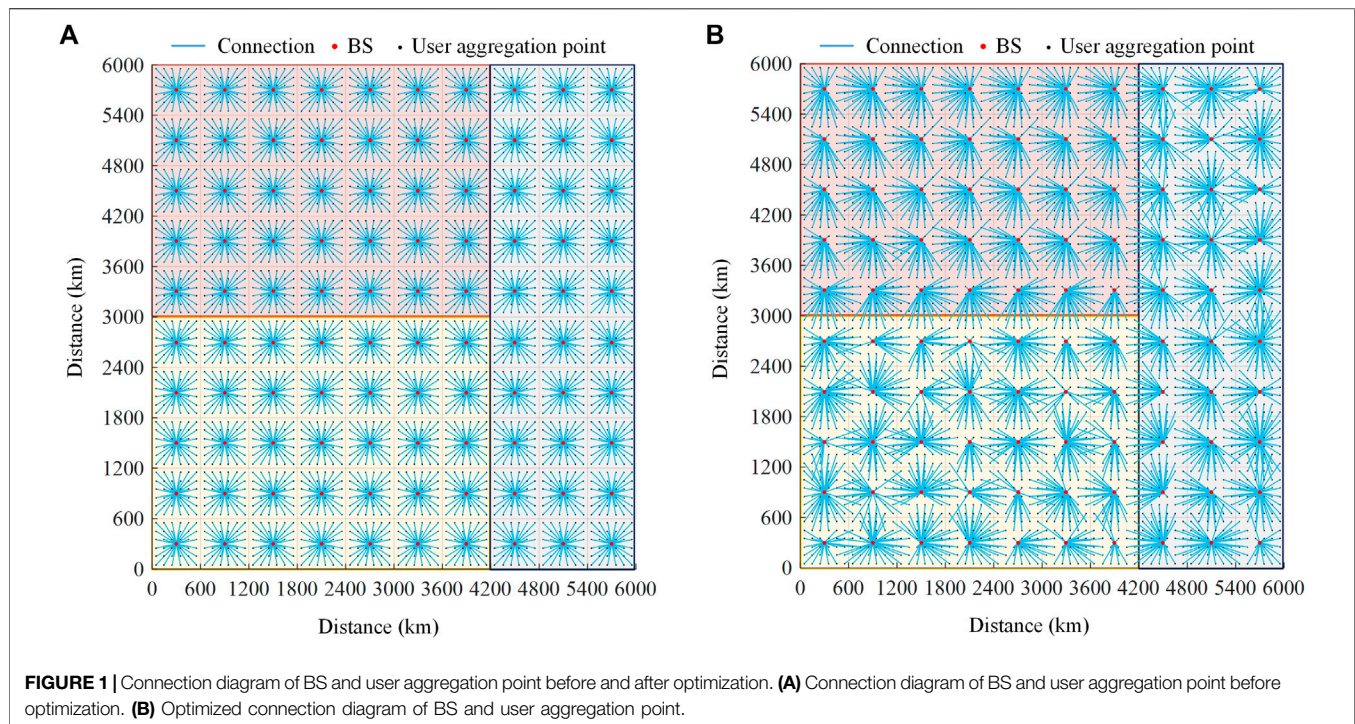 A
Connection BS User aggregation point
6000
5400
4800
4200
3600
3000
2400
1800
1200
600
0
Distance (km)
0 600 1200 1800 2400 3000 3600 4200 4800 5400 6000
Distance (km)
B
Connection BS User aggregation point
6000
5400
4800
4200
3600
3000
2400
1800
1200
600
0
Distance (km)
0 600 1200 1800 2400 3000 3600 4200 4800 5400 6000
Distance (km)
FIGURE 1 | Connection diagram of BS and user aggregation point before and after optimization. (A) Connection diagram of BS and user aggregation point before
optimization. (B) Optimized connection diagram of BS and user aggregation point.